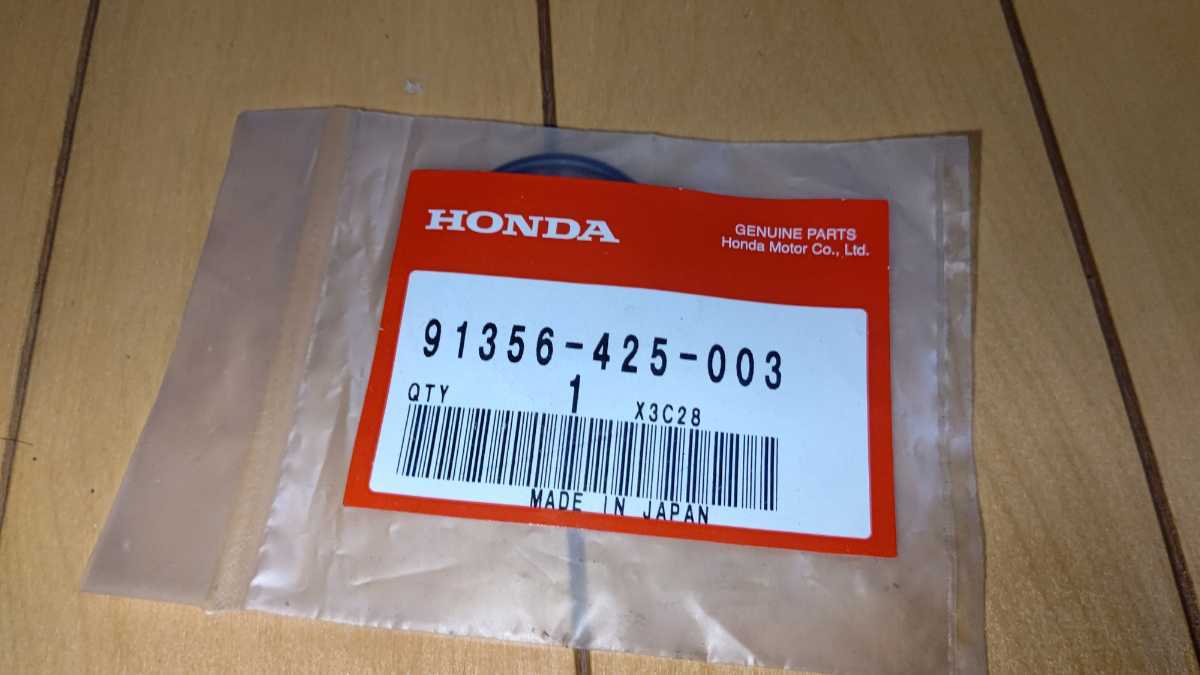 HONDA
GENUINE PARTS
Honda Motor Co., Ltd.
91356-425-003
QTY 1 X3C28
MADE IN JAPAN